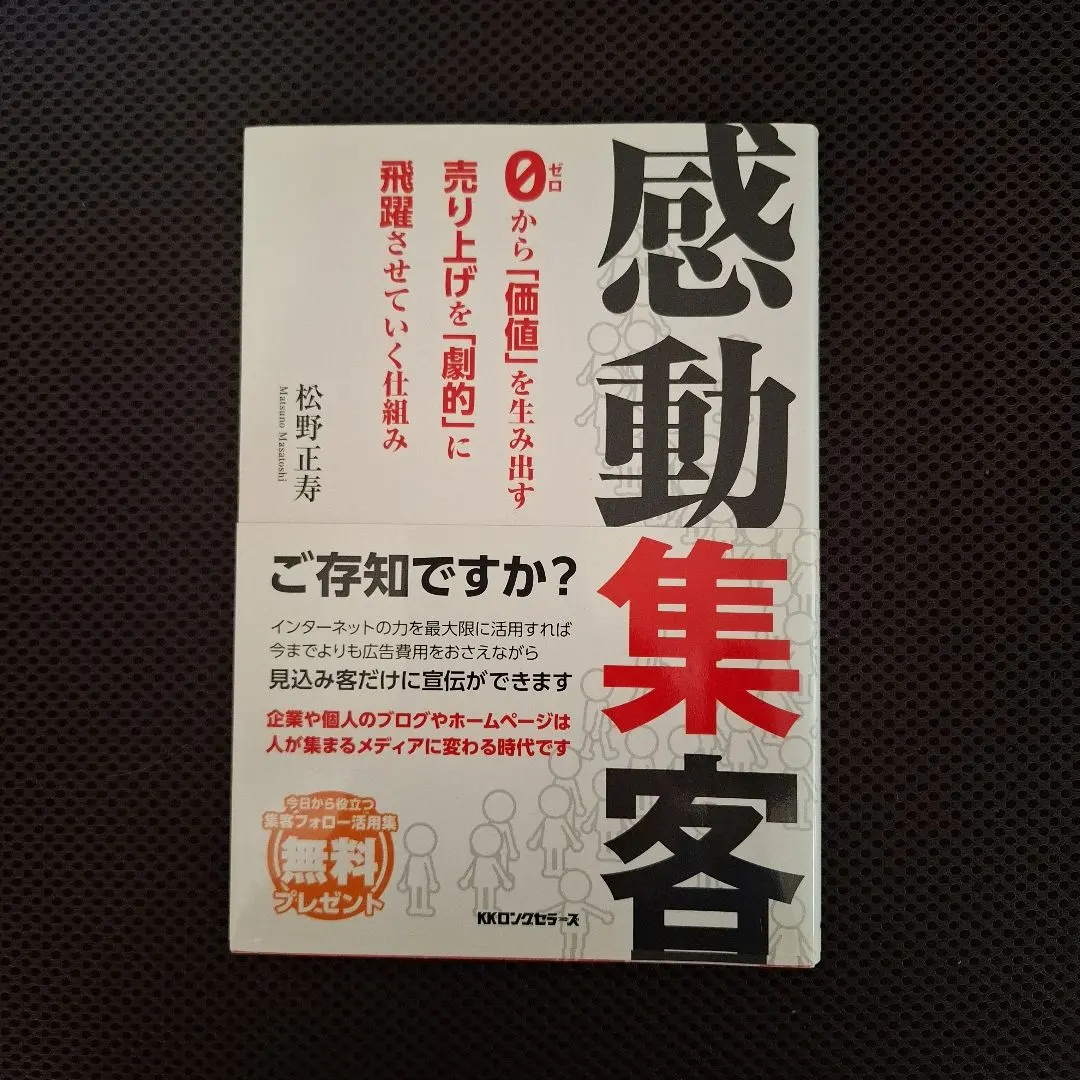 感動集客
0から「価値」を生み出す
ゼロ
売り上げを「劇的」に
飛躍させていく仕組み
松野正寿
Matsuno Masatoshi
ご存知ですか?
インターネットの力を最大限に活用すれば
今までよりも広告費用をおさえながら
見込み客だけに宣伝ができます
企業や個人のブログやホームページは
人が集まるメディアに変わる時代です
今日から役立つ
集客フォロー活用集
無料
プレゼント
KKロングセラーズ